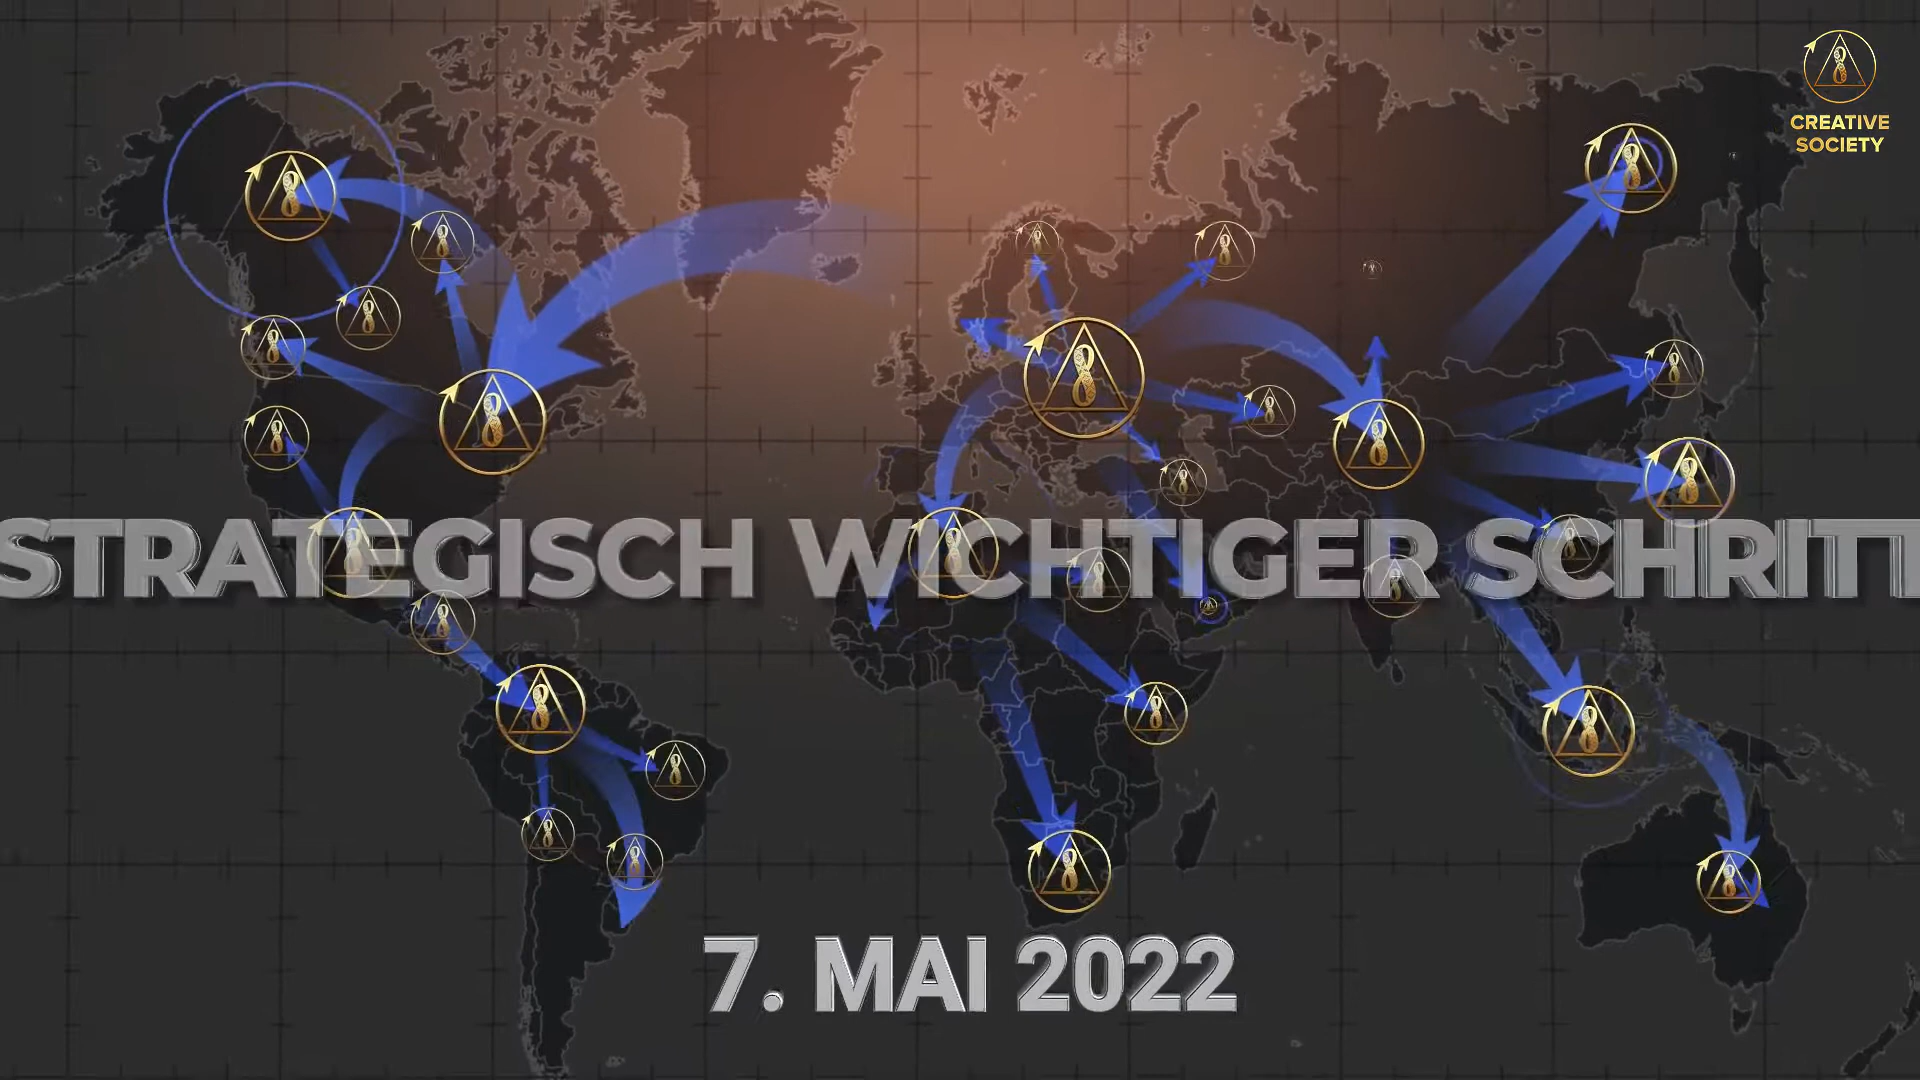 CREATIVE
SOCIETY
STRATEGISCH WICHTIGER SCHRITT
7. MAI 2022